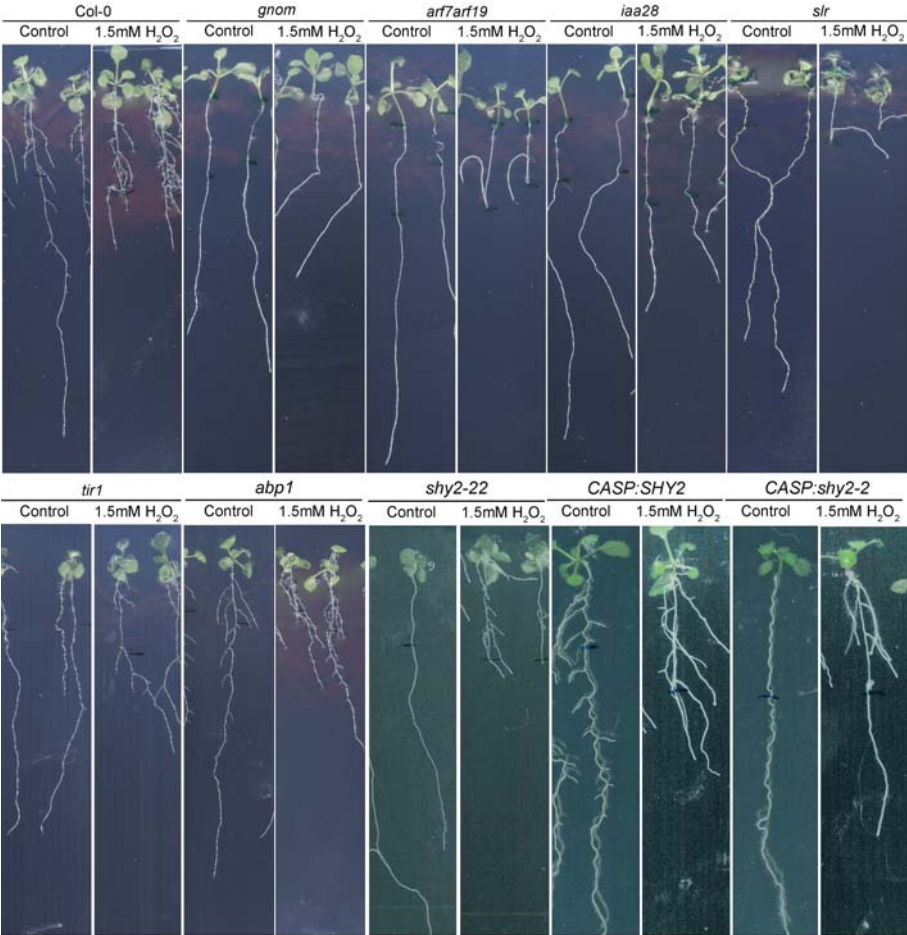 Col-0 gnom arf7arf19 iaa28 slr
Control 1.5mM H₂O₂ Control 1.5mM H₂O₂ Control 1.5mM H₂O₂ Control 1.5mM H₂O₂ Control 1.5mM H₂O₂
tir1 abp1 shy2-22 CASP:SHY2 CASP:shy2-2
Control 1.5mM H₂O₂ Control 1.5mM H₂O₂ Control 1.5mM H₂O₂ Control 1.5mM H₂O₂ Control 1.5mM H₂O₂